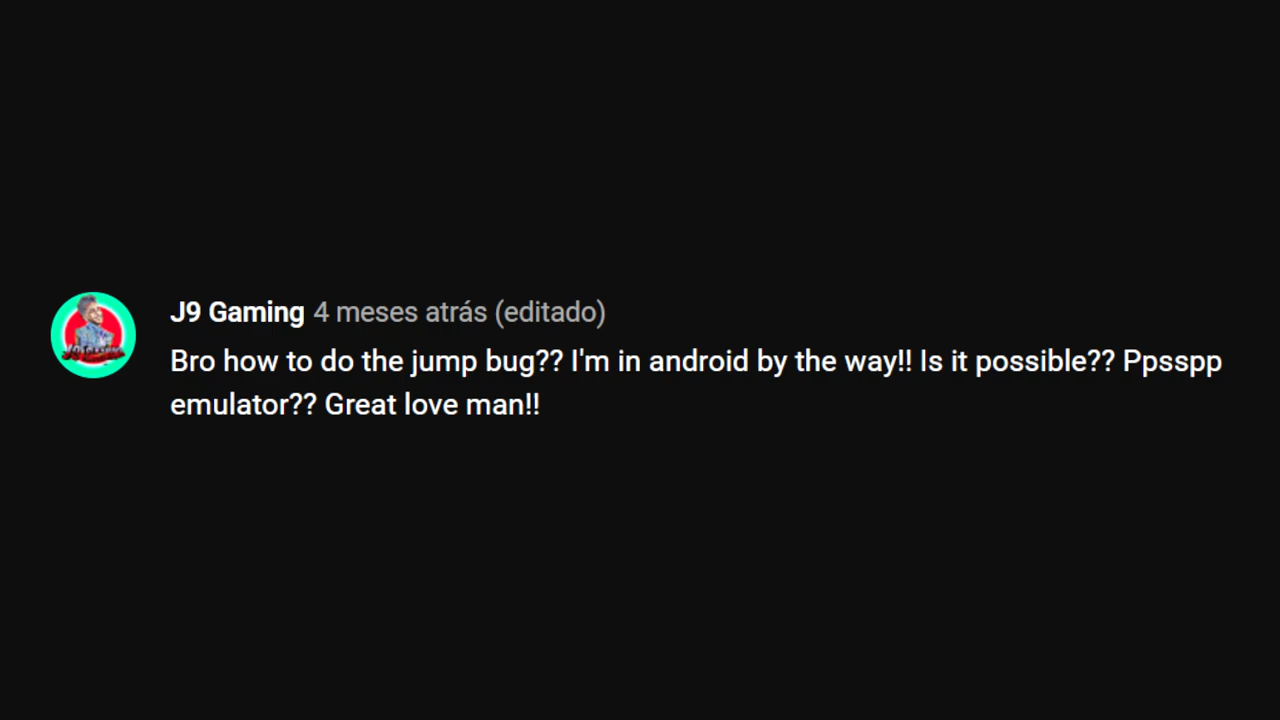 J9 Gaming 4 meses atrás (editado)
Bro how to do the jump bug?? I'm in android by the way!! Is it possible?? Ppsspp
emulator?? Great love man!!